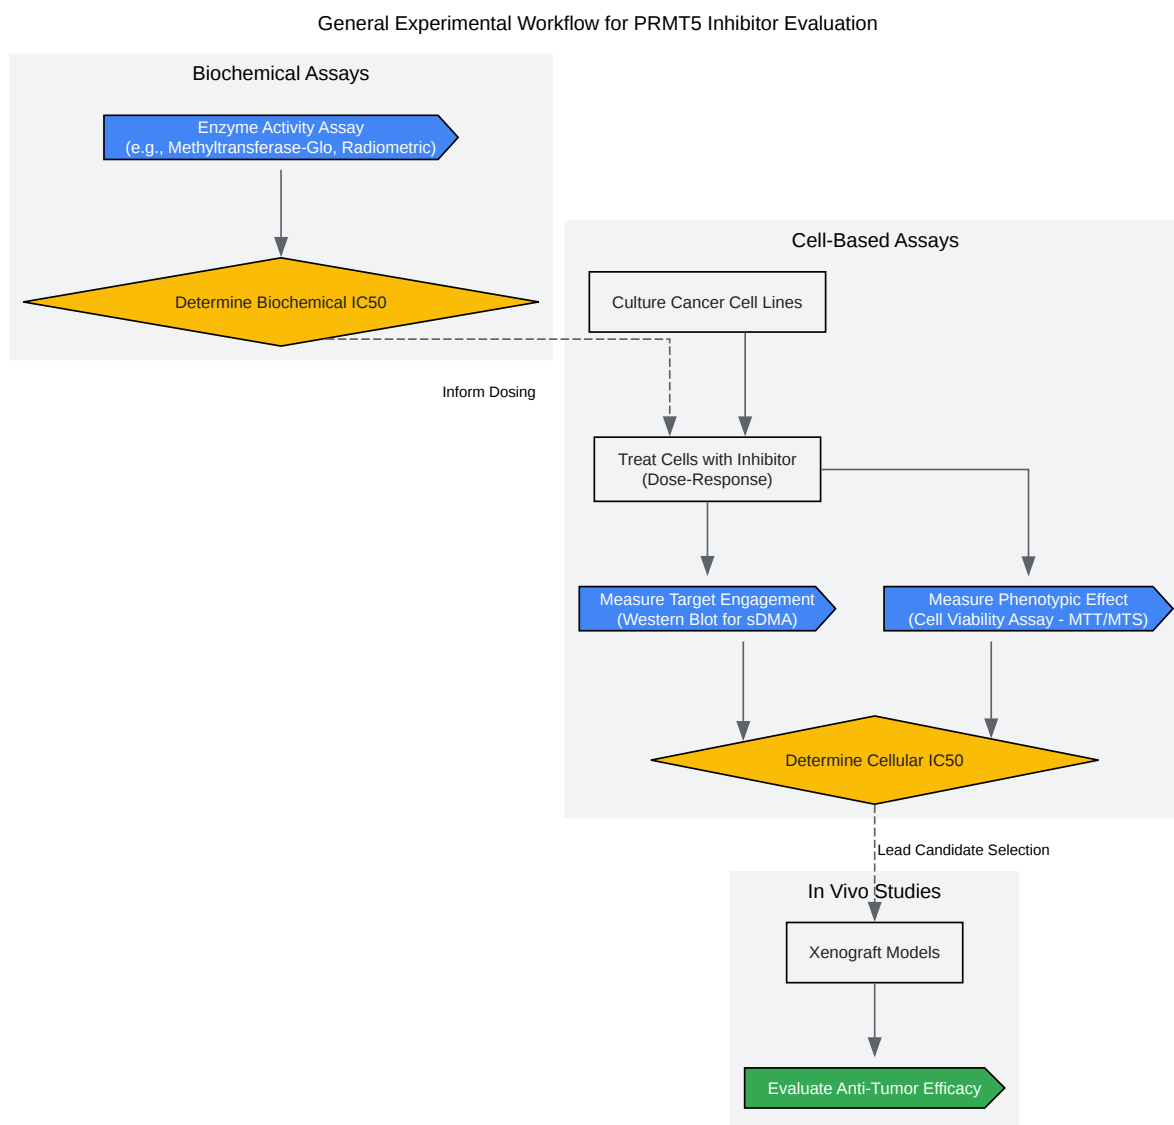 General Experimental Workflow for PRMT5 Inhibitor Evaluation
Biochemical Assays
Enzyme Activity Assay
(e.g., Methyltransferase-Glo, Radiometric)
Determine Biochemical IC50
Inform Dosing
Cell-Based Assays
Culture Cancer Cell Lines
Treat Cells with Inhibitor
(Dose-Response)
Measure Target Engagement
(Western Blot for sDMA)
Measure Phenotypic Effect
(Cell Viability Assay - MTT/MTS)
Determine Cellular IC50
Lead Candidate Selection
In Vivo Studies
Xenograft Models
Evaluate Anti-Tumor Efficacy